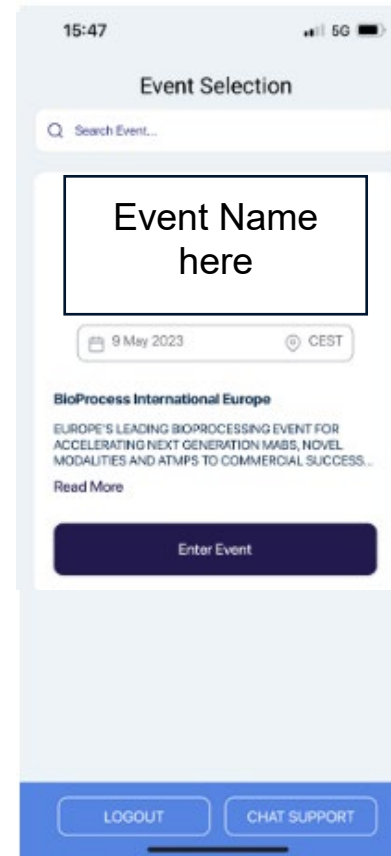 15:47 5G
Event Selection
Search Event...
Event Name
here
9 May 2023 CEST
BioProcess International Europe
EUROPE'S LEADING BIOPROCESSING EVENT FOR
ACCELERATING NEXT GENERATION MABS, NOVEL
MODALITIES AND ATMPS TO COMMERCIAL SUCCESS...
Read More
Enter Event
LOGOUT CHAT SUPPORT